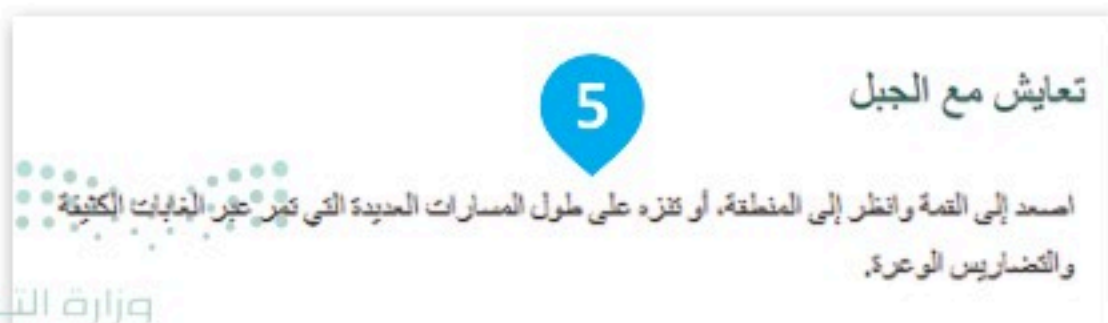 تعايش مع الجبل
5
اصعد إلى القمة وانظر إلى المنطقة، أو تنزه على طول المسارات العديدة التي تمر عبر الغابات الكثيفة
والتضاريس الوعرة.
وزارة